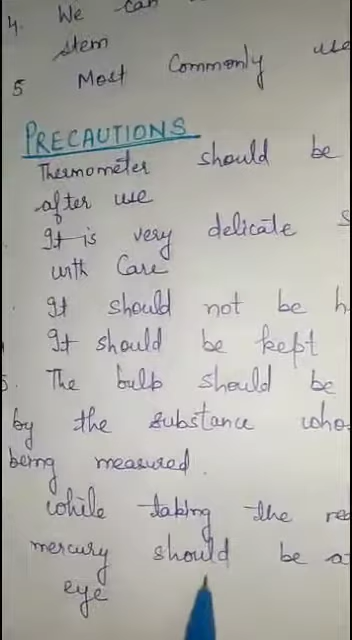 4. We can
stem
5 Most Commonly use
PRECAUTIONS
Thermometer should be
after use
It is very delicate
with Care
It should not be
It should be kept
5. The bulb should be
by the substance
being measured.
while taking the
mercury should be
eye